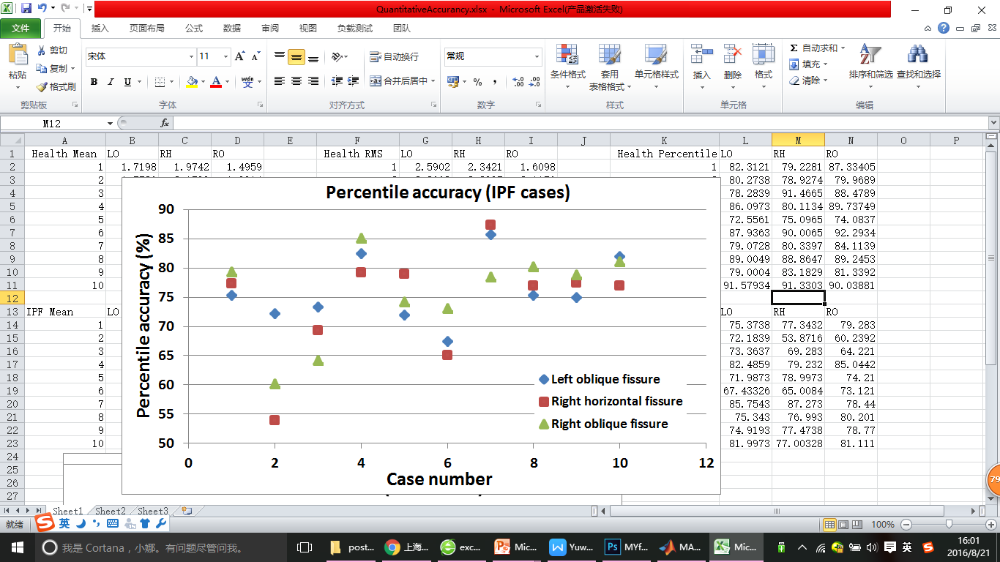 QuantitativeAccurancy.xlsx - Microsoft Excel(产品激活失败)
文件 开始 插入 页面布局 公式 数据 审阅 视图 负载测试 团队
粘贴 剪切 复制 格式刷 剪贴板
宋体 11 B I U 字体
自动换行 合并后居中 对齐方式
常规 % , 数字
条件格式 套用表格格式 单元格样式 样式
插入 删除 格式 单元格
Σ 自动求和 填充 清除 排序和筛选 查找和选择 编辑
M12 fx
A B C D E F G H I J K L M N O P
1 Health Mean LO RH RO Health RMS LO RH RO Health Percentile LO RH RO
2 1 1.7198 1.9742 1.4959 1 2.5902 2.3421 1.6098 1 82.3121 79.2281 87.33405
3 2 80.2738 78.9274 79.9689
4 3 78.2839 91.4665 88.4789
5 4 86.0973 80.1134 89.73749
6 5 72.5561 75.0965 74.0837
7 6 87.9363 90.0065 92.2934
8 7 79.0728 80.3397 84.1139
9 8 89.0049 88.8647 89.2453
10 9 79.0004 83.1829 81.3392
11 10 91.57934 91.3303 90.03881
12
13 IPF Mean LO LO RH RO
14 1 75.3738 77.3432 79.283
15 2 72.1839 53.8716 60.2392
16 3 73.3637 69.283 64.221
17 4 82.4859 79.232 85.0442
18 5 71.9873 78.9973 74.21
19 6 67.43326 65.0084 73.121
20 7 85.7543 87.273 78.44
21 8 75.343 76.993 80.201
22 9 74.9193 77.4738 78.77
23 10 81.9973 77.00328 81.111
24
25
26
27
Percentile accuracy (IPF cases)
Percentile accuracy (%)
90
85
80
75
70
65
60
55
50
0 2 4 6 8 10 12
Case number
Left oblique fissure
Right horizontal fissure
Right oblique fissure
79
Sheet1 Sheet2 Sheet3
就绪 英 100%
我是 Cortana，小娜。有问题尽管问我。 post... 上海... exc... Mic... Yuw... MYf... MA... Mic... 英 16:01
2016/8/21